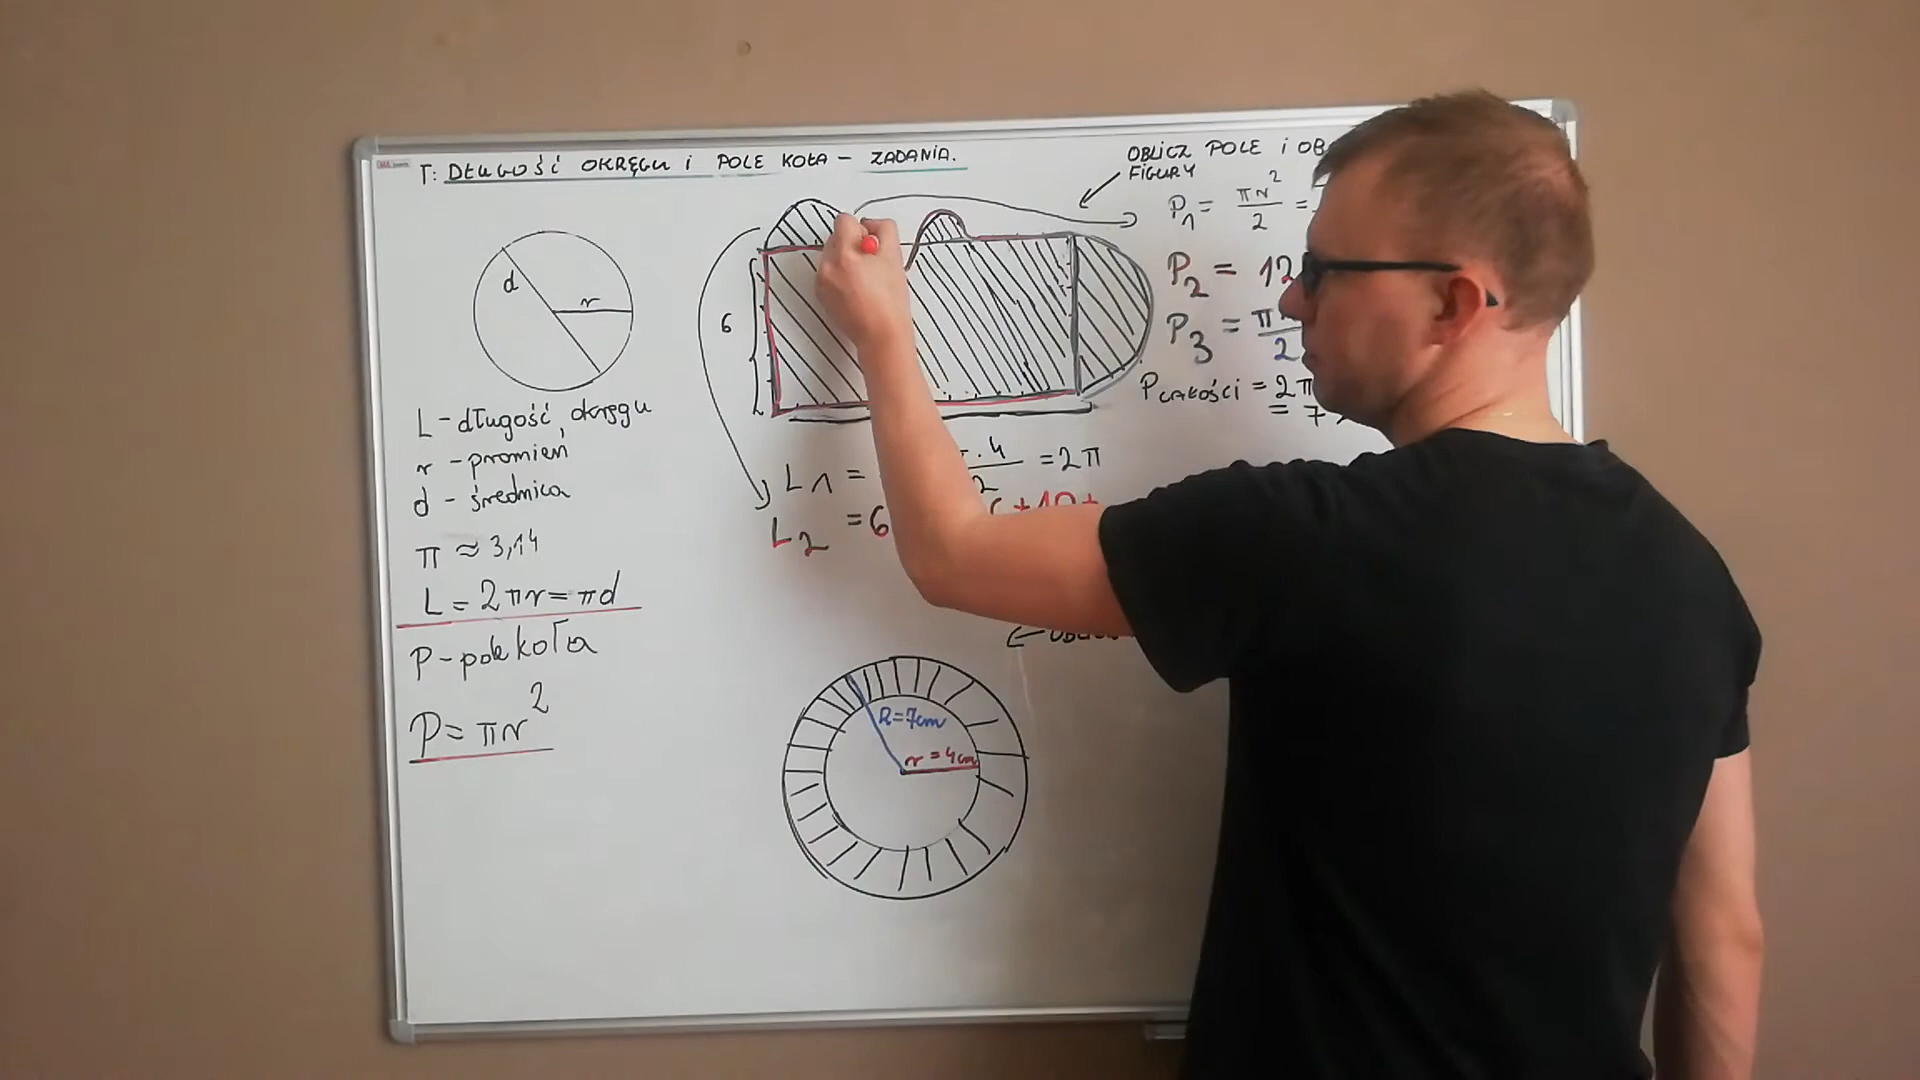 T: DŁUGOŚĆ OKRĘGU i POLE KOŁA - ZADANIA.
d
r
L - długość okręgu
r - promień
d - średnica
π ≈ 3,14
L = 2πr = πd
P - pole koła
P = πr²
6
OBLICZ POLE i
FIGURY
P₁ = πr²/2 =
P₂ = 12
P₃ =
P CAŁOŚCI = 2π
= 7
L₁ =
· 4/2 = 2π
L₂ = 6
+10+
R=7cm
r=4cm